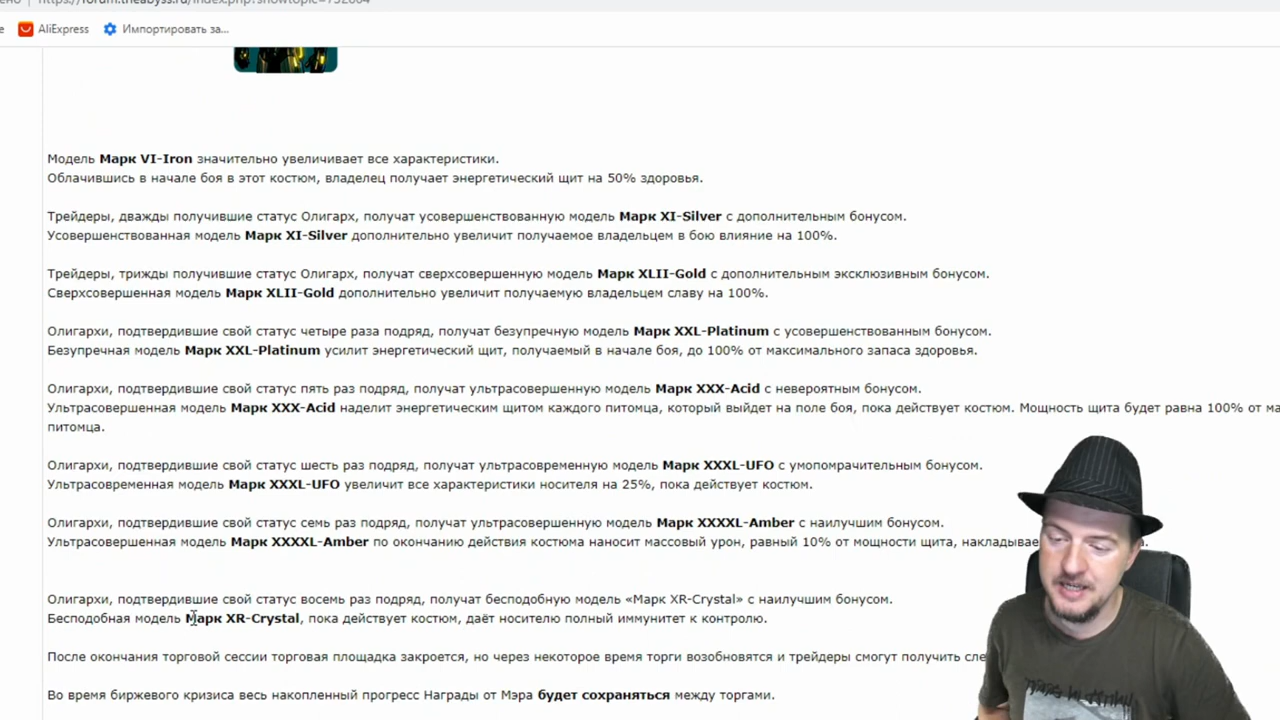 https://forum.theabyss.ru/index.php?showtopic=732664
AliExpress
Импортировать за...
Модель Марк VI-Iron значительно увеличивает все характеристики.
Облачившись в начале боя в этот костюм, владелец получает энергетический щит на 50% здоровья.
Трейдеры, дважды получившие статус Олигарх, получат усовершенствованную модель Марк XI-Silver с дополнительным бонусом.
Усовершенствованная модель Марк XI-Silver дополнительно увеличит получаемое владельцем в бою влияние на 100%.
Трейдеры, трижды получившие статус Олигарх, получат сверхсовершенную модель Марк XLII-Gold с дополнительным эксклюзивным бонусом.
Сверхсовершенная модель Марк XLII-Gold дополнительно увеличит получаемую владельцем славу на 100%.
Олигархи, подтвердившие свой статус четыре раза подряд, получат безупречную модель Марк XXL-Platinum с усовершенствованным бонусом.
Безупречная модель Марк XXL-Platinum усилит энергетический щит, получаемый в начале боя, до 100% от максимального запаса здоровья.
Олигархи, подтвердившие свой статус пять раз подряд, получат ультрасовершенную модель Марк XXX-Acid с невероятным бонусом.
Ультрасовершенная модель Марк XXX-Acid наделит энергетическим щитом каждого питомца, который выйдет на поле боя, пока действует костюм. Мощность щита будет равна 100% от ма
питомца.
Олигархи, подтвердившие свой статус шесть раз подряд, получат ультрасовременную модель Марк XXXL-UFO с умопомрачительным бонусом.
Ультрасовременная модель Марк XXXL-UFO увеличит все характеристики носителя на 25%, пока действует костюм.
Олигархи, подтвердившие свой статус семь раз подряд, получат ультрасовершенную модель Марк XXXXL-Amber с наилучшим бонусом.
Ультрасовершенная модель Марк XXXXL-Amber по окончанию действия костюма наносит массовый урон, равный 10% от мощности щита, накладывае
Олигархи, подтвердившие свой статус восемь раз подряд, получат бесподобную модель «Марк XR-Crystal» с наилучшим бонусом.
Бесподобная модель Марк XR-Crystal, пока действует костюм, даёт носителю полный иммунитет к контролю.
После окончания торговой сессии торговая площадка закроется, но через некоторое время торги возобновятся и трейдеры смогут получить сле
Во время биржевого кризиса весь накопленный прогресс Награды от Мэра будет сохраняться между торгами.